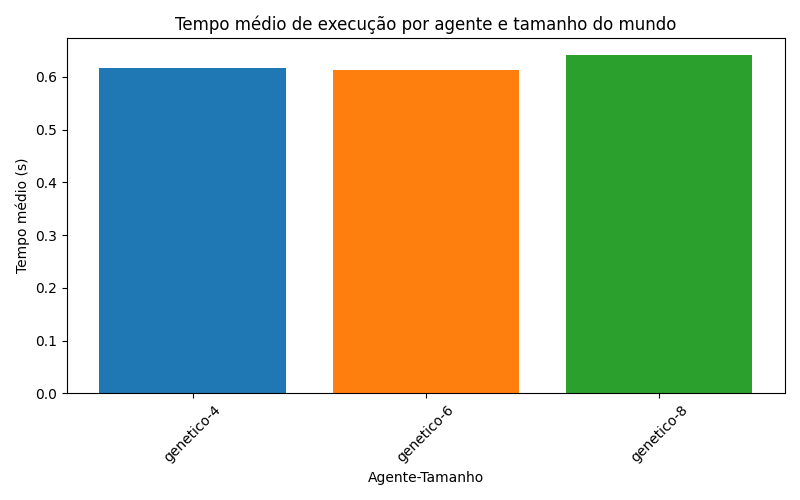 Tempo médio de execução por agente e tamanho do mundo
Tempo médio (s)
0.6
0.5
0.4
0.3
0.2
0.1
0.0
genetico-4
genetico-6
genetico-8
Agente-Tamanho